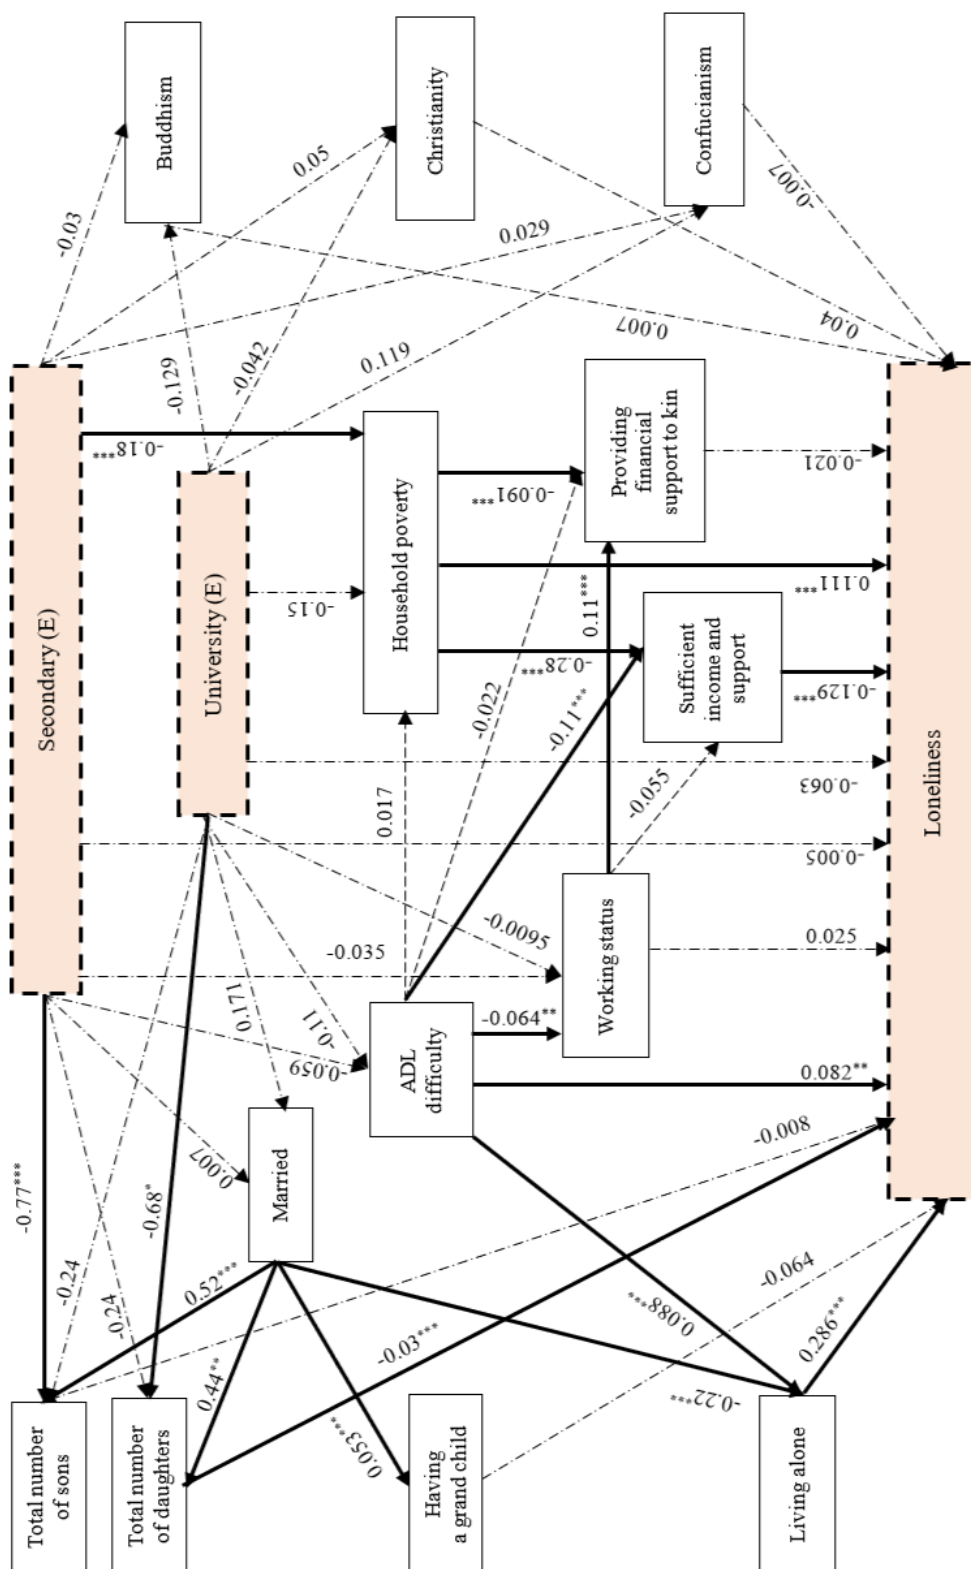 Buddhism
Christianity
Confucianism
-0.03
0.05
0.029
-0.129
-0.042
0.119
0.007
0.04
-0.007
Secondary (E)
University (E)
Household poverty
Providing
financial
support to kin
Sufficient
income and
support
Loneliness
-0.18***
-0.15
-0.091***
-0.021
0.111***
0.11***
-0.28***
-0.129***
-0.022
-0.11***
0.017
-0.055
-0.063
-0.005
-0.0095
-0.035
0.025
Working status
ADL
difficulty
-0.064**
0.082**
0.171
-0.11
-0.059
Married
0.007
-0.77***
-0.68*
-0.24
-0.24
0.52***
0.44**
-0.03***
0.053***
0.088***
-0.22***
-0.008
-0.064
0.286***
Total number
of sons
Total number
of daughters
Having
a grand child
Living alone